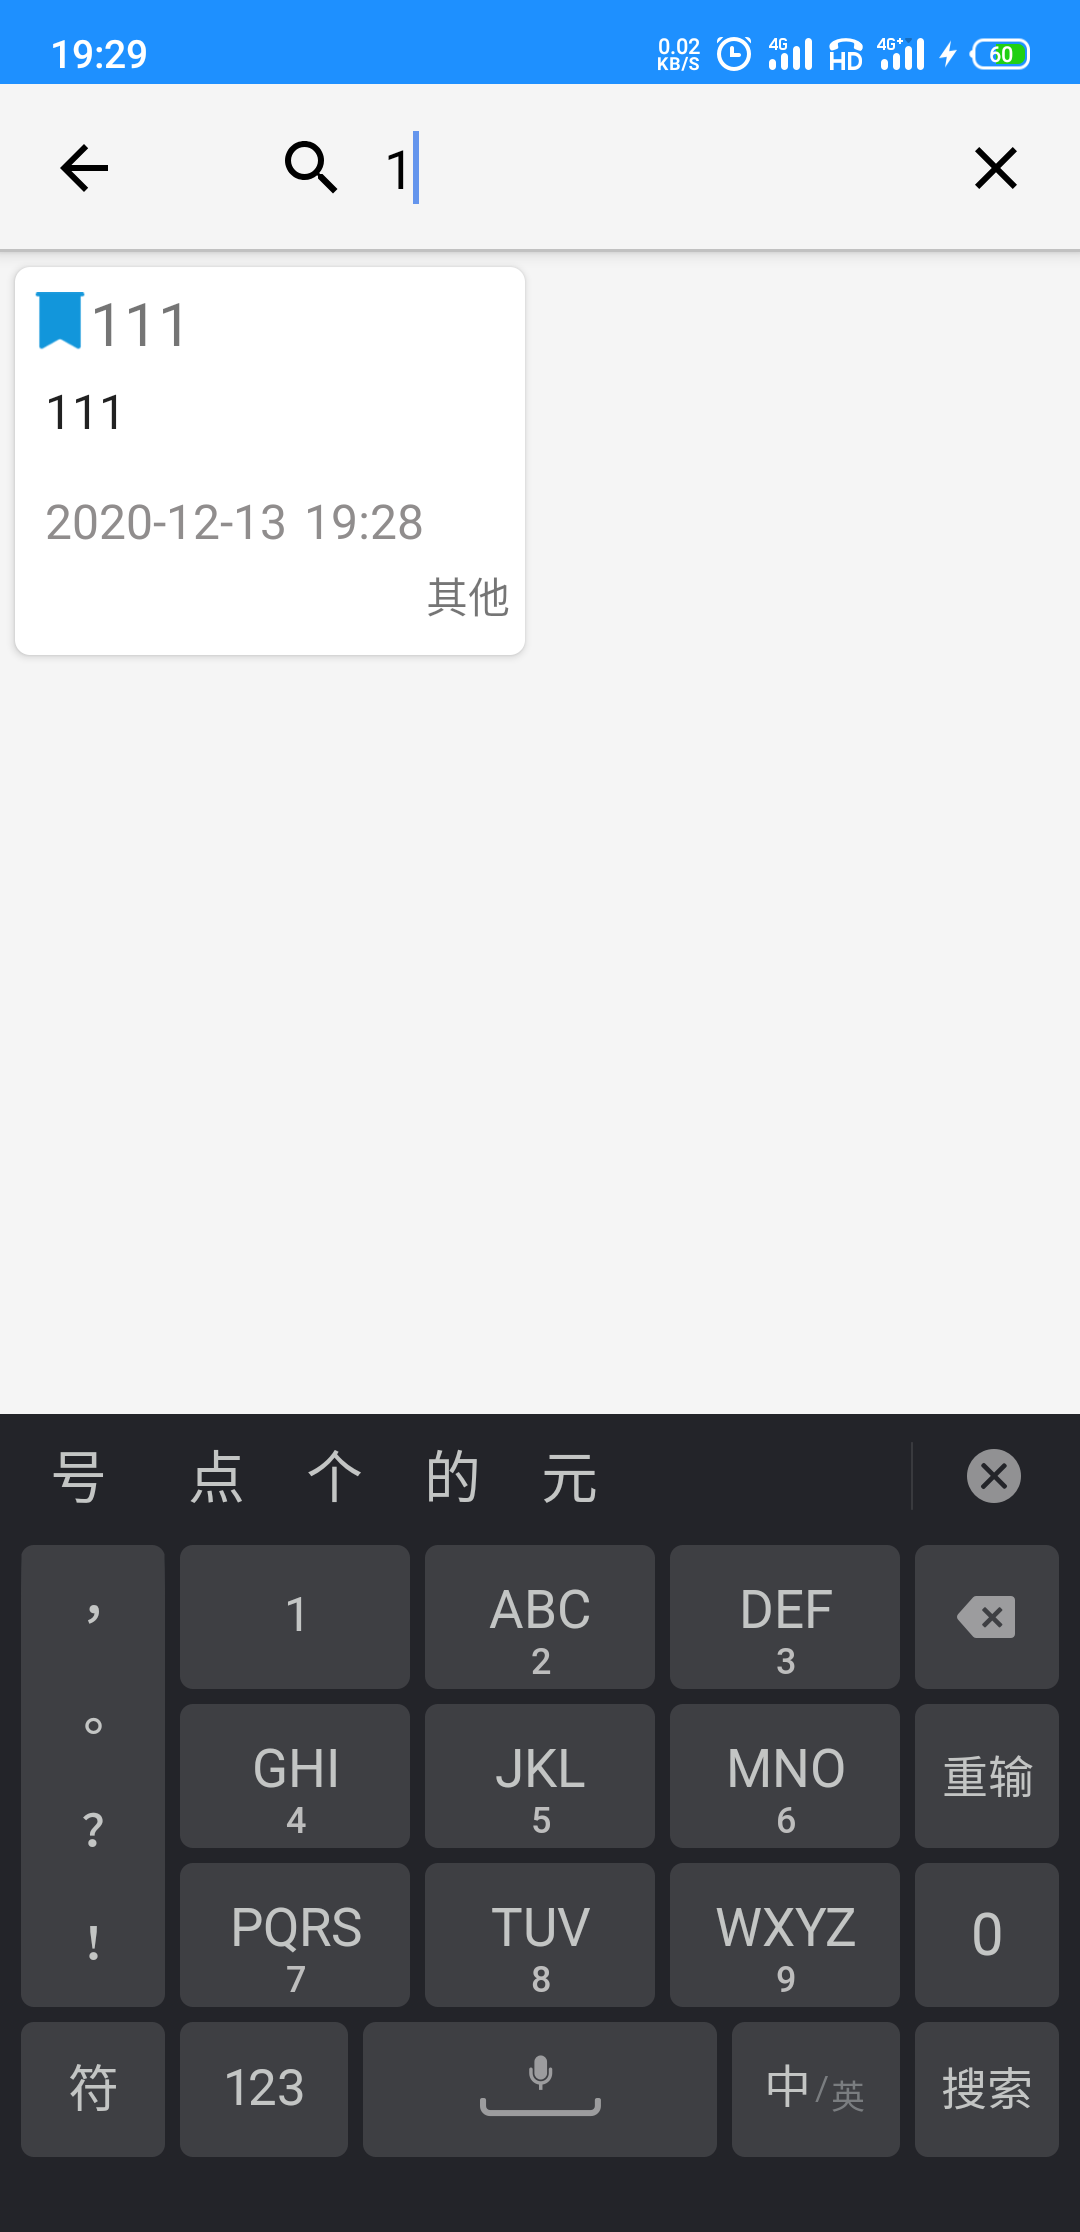 19:29 0.02 KB/S 4G HD 4G+ 60
1
111
111
2020-12-13 19:28
其他
号 点 个 的 元
， 1 ABC 2 DEF 3
。 GHI 4 JKL 5 MNO 6 重输
？ PQRS 7 TUV 8 WXYZ 9 0
！
符 123 中/英 搜索